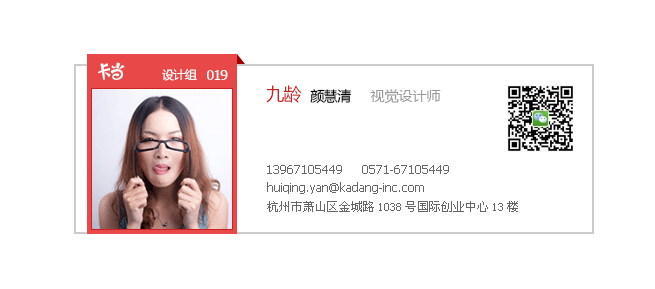 卡当 设计组 019
九龄 颜慧清 视觉设计师
13967105449 0571-67105449
huiqing.yan@kadang-inc.com
杭州市萧山区金城路 1038 号国际创业中心 13 楼